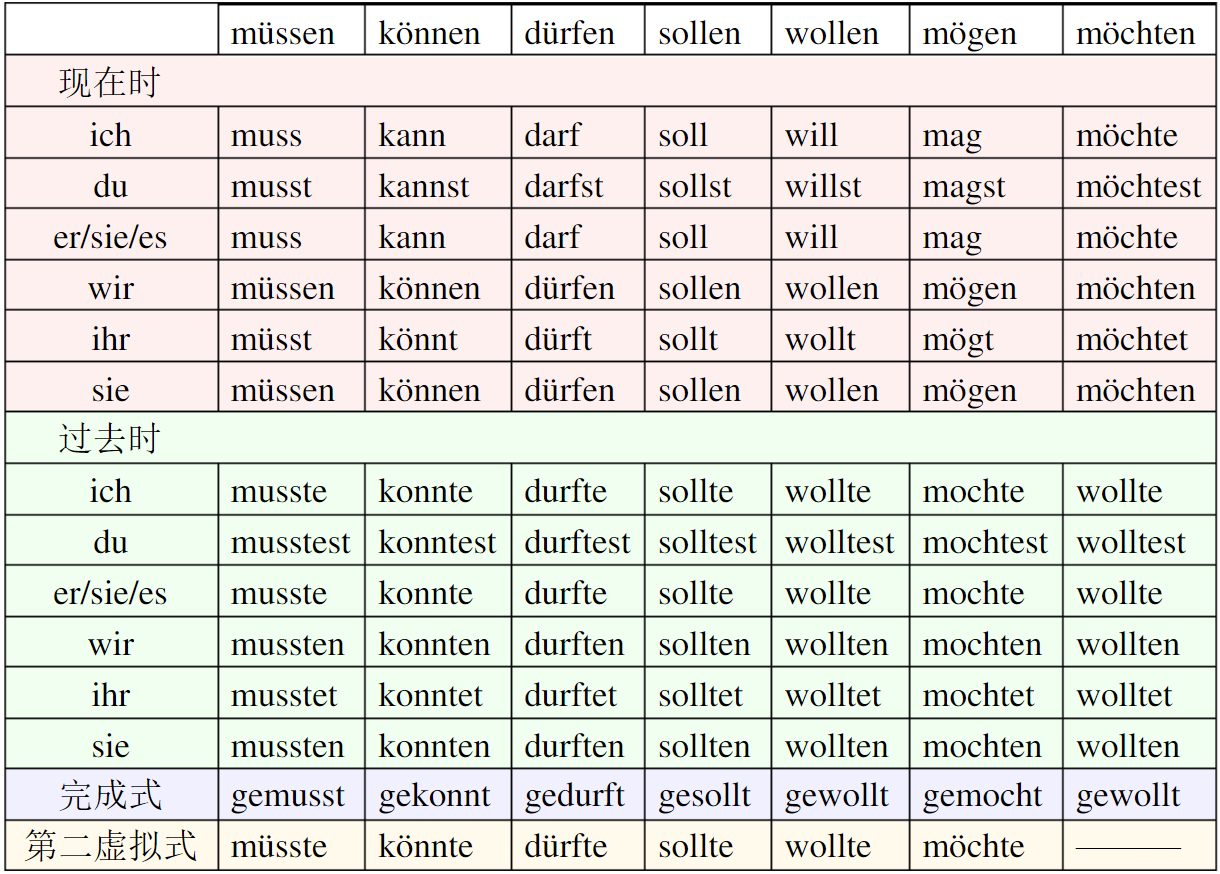 müssen können dürfen sollen wollen mögen möchten
现在时
ich muss kann darf soll will mag möchte
du musst kannst darfst sollst willst magst möchtest
er/sie/es muss kann darf soll will mag möchte
wir müssen können dürfen sollen wollen mögen möchten
ihr müsst könnt dürft sollt wollt mögt möchtet
sie müssen können dürfen sollen wollen mögen möchten
过去时
ich musste konnte durfte sollte wollte mochte wollte
du musstest konntest durftest solltest wolltest mochtest wolltest
er/sie/es musste konnte durfte sollte wollte mochte wollte
wir mussten konnten durften sollten wollten mochten wollten
ihr musstet konntet durftet solltet wolltet mochtet wolltet
sie mussten konnten durften sollten wollten mochten wollten
完成式 gemusst gekonnt gedurft gesollt gewollt gemocht gewollt
第二虚拟式 müsste könnte dürfte sollte wollte möchte ———